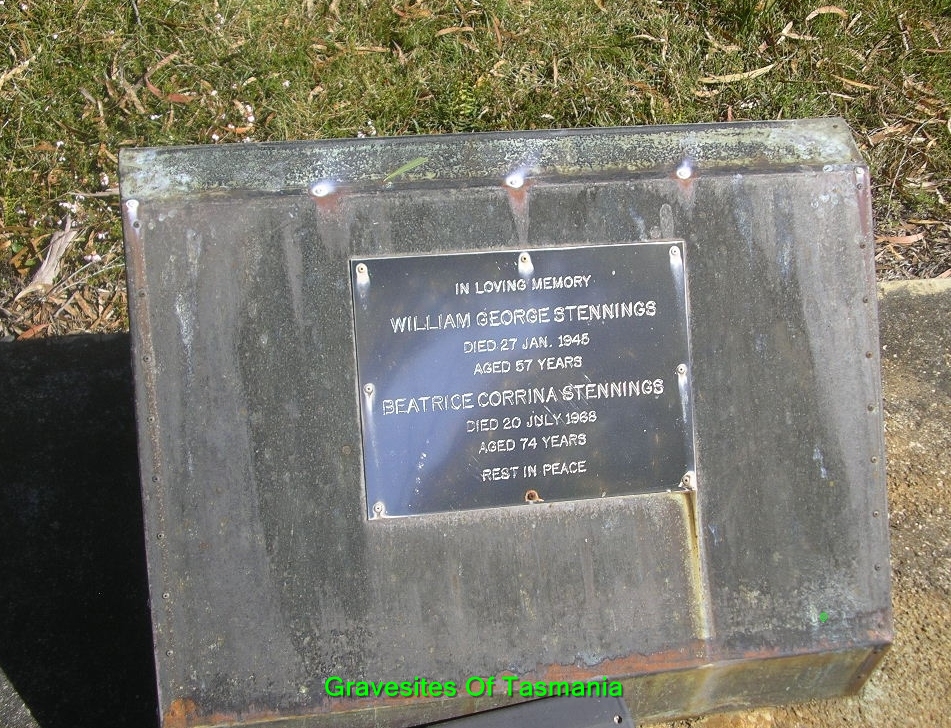 IN LOVING MEMORY
WILLIAM GEORGE STENNINGS
DIED 27 JAN. 1945
AGED 57 YEARS
BEATRICE CORRINA STENNINGS
DIED 20 JULY 1968
AGED 74 YEARS
REST IN PEACE
Gravesites Of Tasmania